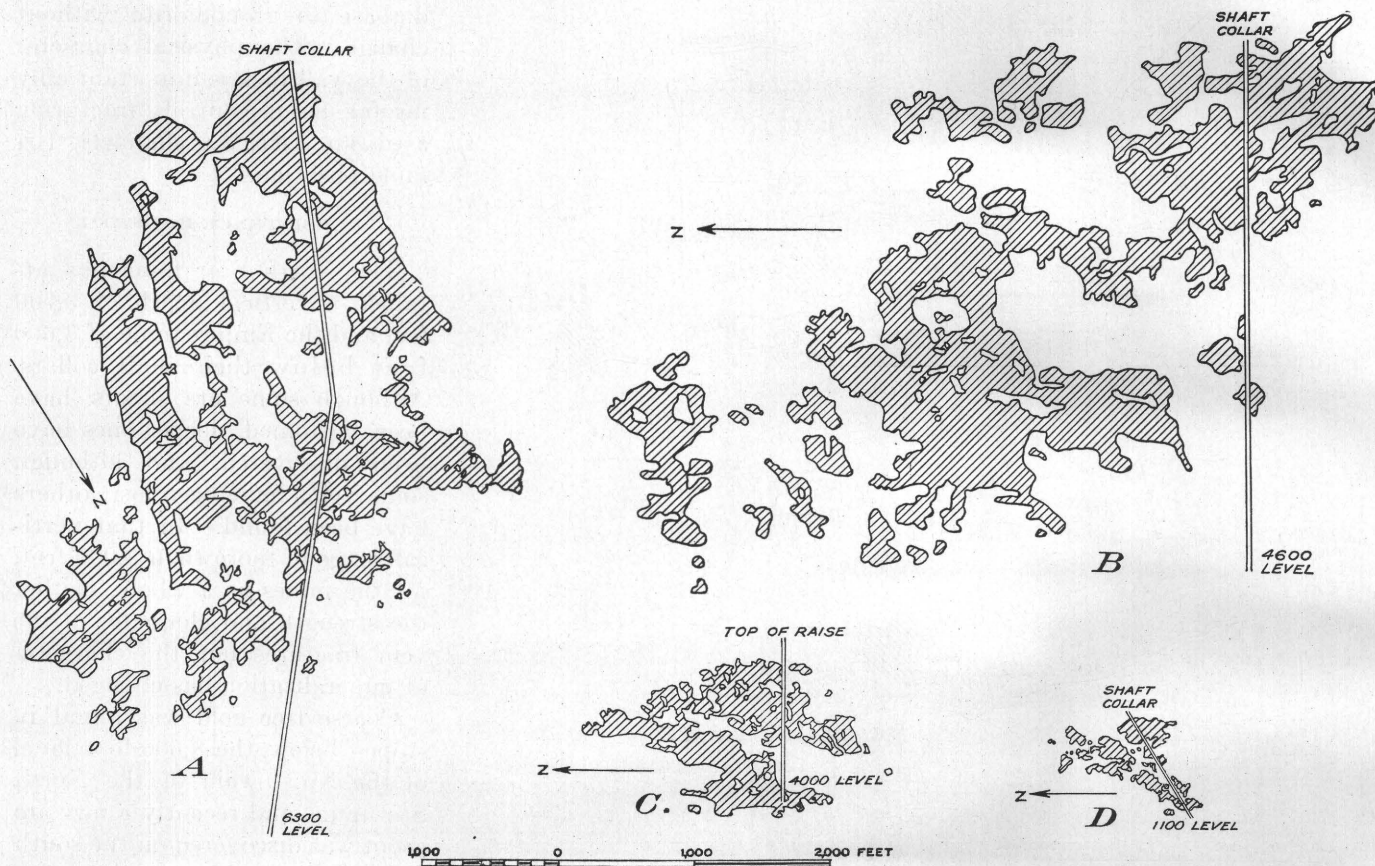 SHAFT COLLAR
SHAFT
COLLAR
Z
A
B
4600
LEVEL
TOP OF RAISE
Z
4000 LEVEL
C.
SHAFT
COLLAR
Z
D
1100 LEVEL
6300
LEVEL
1,000 0 1,000 2,000 FEET